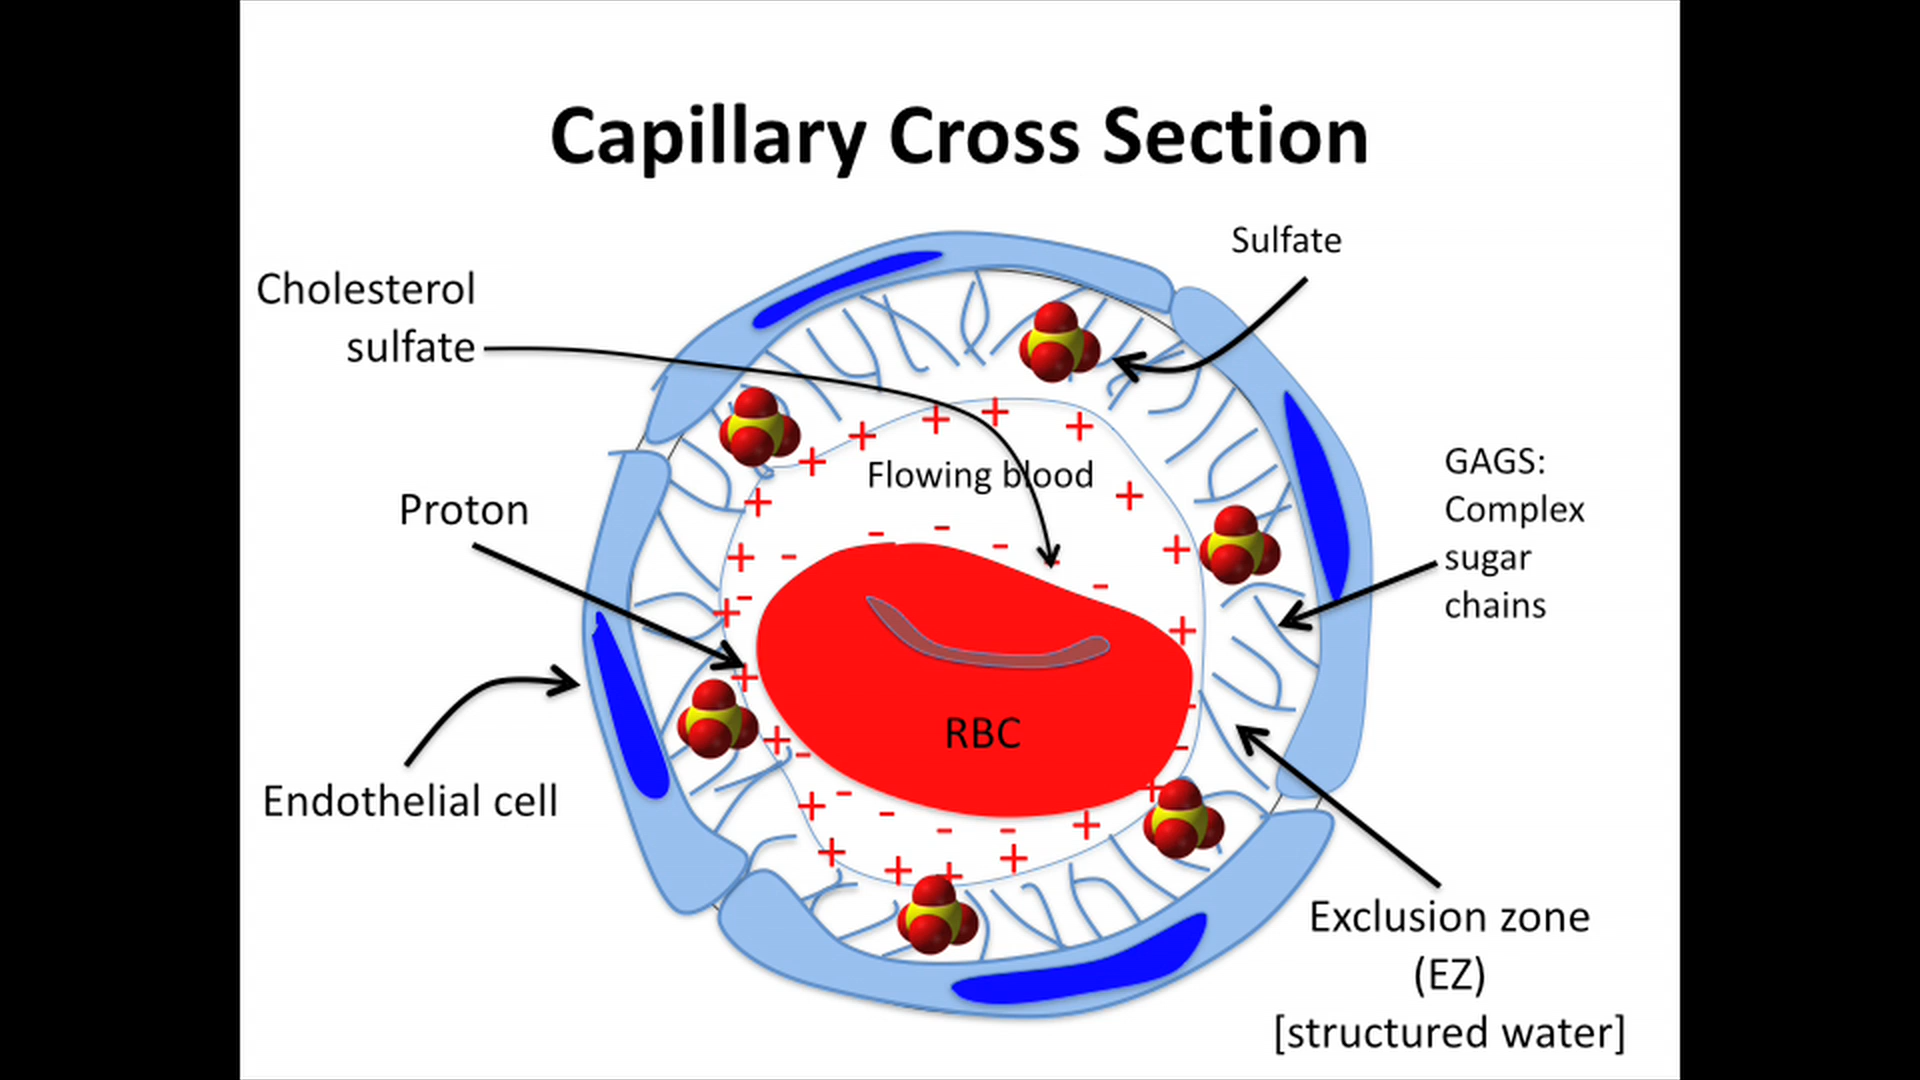 Capillary Cross Section
Sulfate
Cholesterol
sulfate
Flowing blood
GAGS:
Complex
sugar
chains
Proton
RBC
Endothelial cell
Exclusion zone
(EZ)
[structured water]